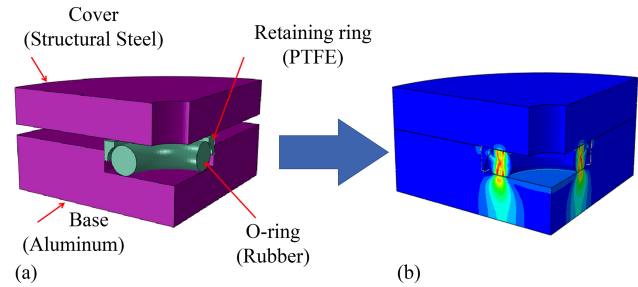 Cover
(Structural Steel)
Retaining ring
(PTFE)
Base
(Aluminum)
O-ring
(Rubber)
(a)
(b)